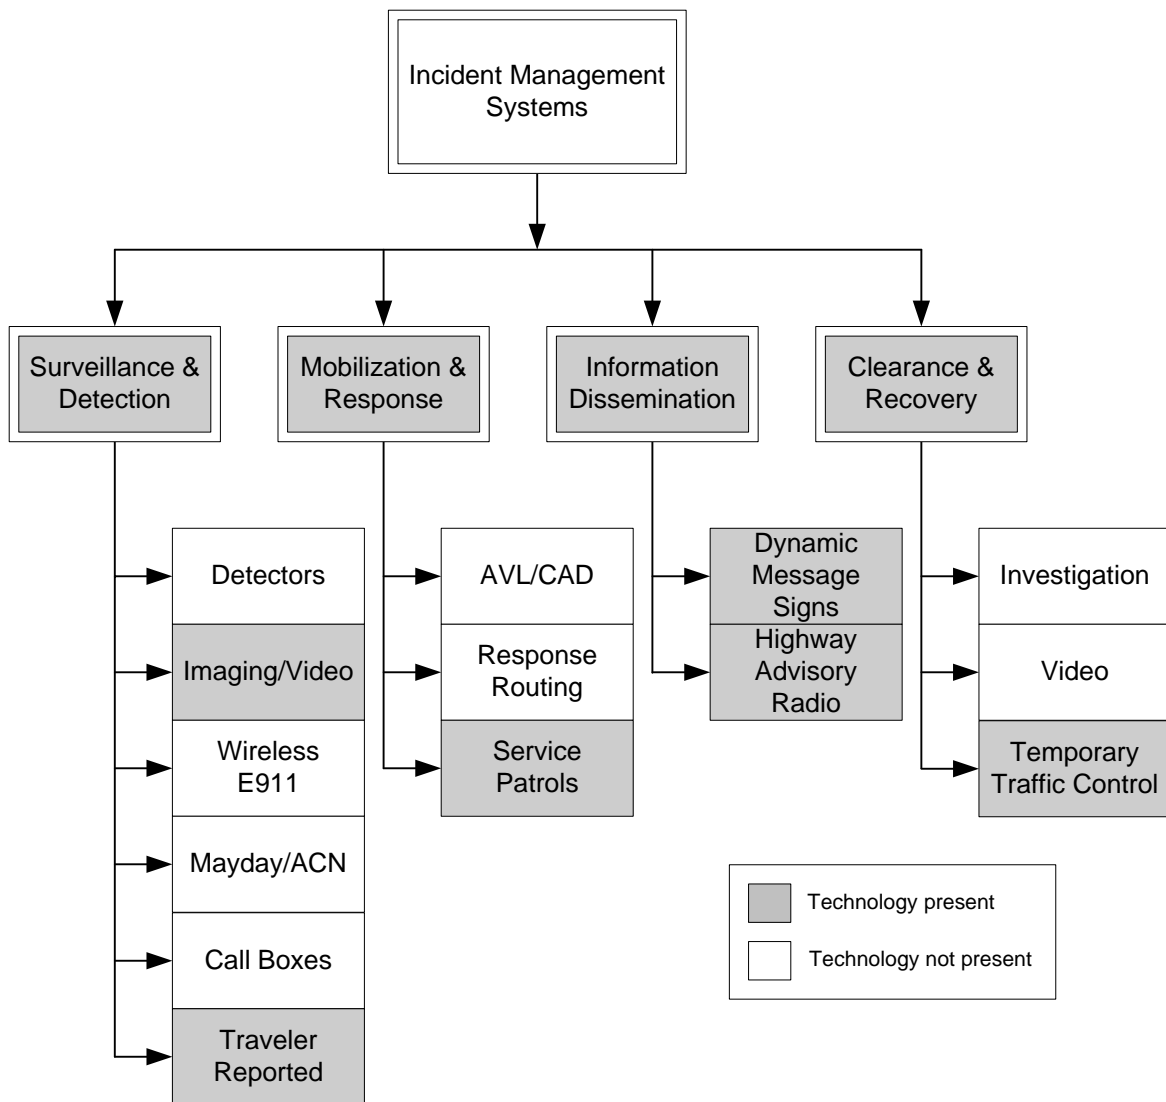 Incident Management
Systems
Surveillance &
Detection
Mobilization &
Response
Information
Dissemination
Clearance &
Recovery
Detectors
Imaging/Video
Wireless
E911
Mayday/ACN
Call Boxes
Traveler
Reported
AVL/CAD
Response
Routing
Service
Patrols
Dynamic
Message
Signs
Highway
Advisory
Radio
Investigation
Video
Temporary
Traffic Control
Technology present
Technology not present